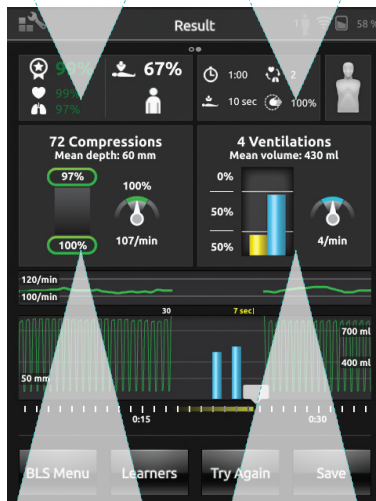 Result
1
58 %
99%
67%
1:00
2
99%
97%
10 sec
100%
72 Compressions
Mean depth: 60 mm
97%
100%
100%
107/min
4 Ventilations
Mean volume: 430 ml
0%
50%
50%
4/min
120/min
100/min
30
7 sec
700 ml
400 ml
50 mm
0:15
0:30
BLS Menu
Learners
Try Again
Save